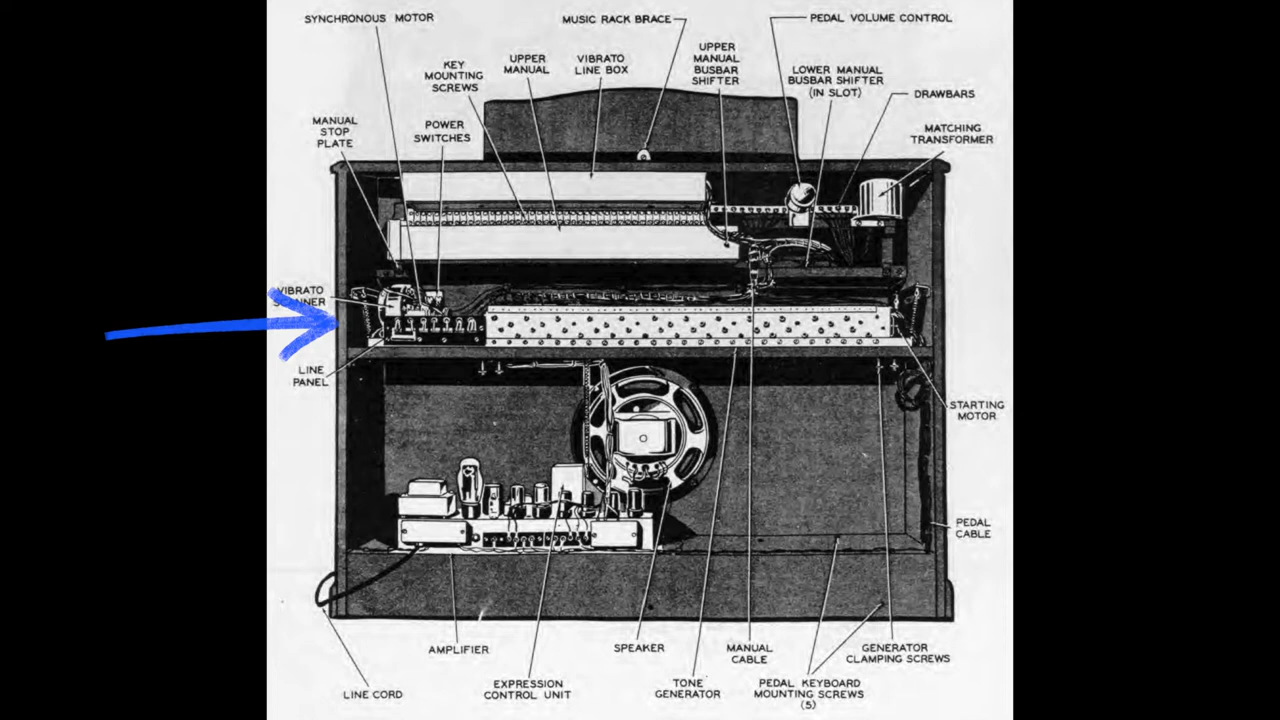 SYNCHRONOUS MOTOR
MUSIC RACK BRACE
PEDAL VOLUME CONTROL
KEY
MOUNTING
SCREWS
UPPER
MANUAL
VIBRATO
LINE BOX
UPPER
MANUAL
BUSBAR
SHIFTER
LOWER MANUAL
BUSBAR SHIFTER
(IN SLOT)
DRAWBARS
MANUAL
STOP
PLATE
POWER
SWITCHES
MATCHING
TRANSFORMER
VIBRATO
SCANNER
LINE
PANEL
STARTING
MOTOR
PEDAL
CABLE
AMPLIFIER
SPEAKER
MANUAL
CABLE
GENERATOR
CLAMPING SCREWS
LINE CORD
EXPRESSION
CONTROL UNIT
TONE
GENERATOR
PEDAL KEYBOARD
MOUNTING SCREWS
(5)